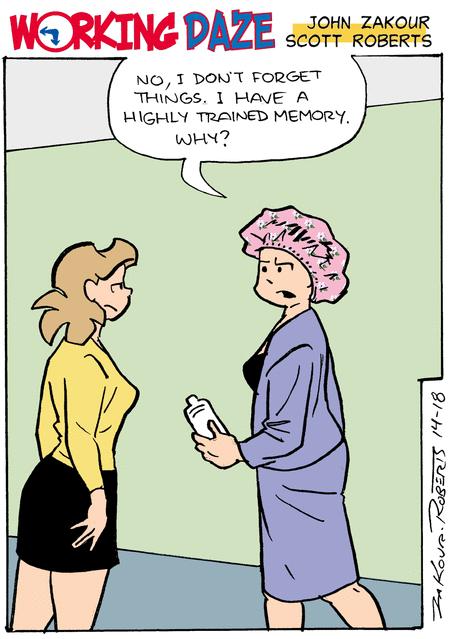 WORKING DAZE
JOHN ZAKOUR
SCOTT ROBERTS
NO, I DON'T FORGET
THINGS. I HAVE A
HIGHLY TRAINED MEMORY.
WHY?
ZAKOUR · ROBERTS 14-18